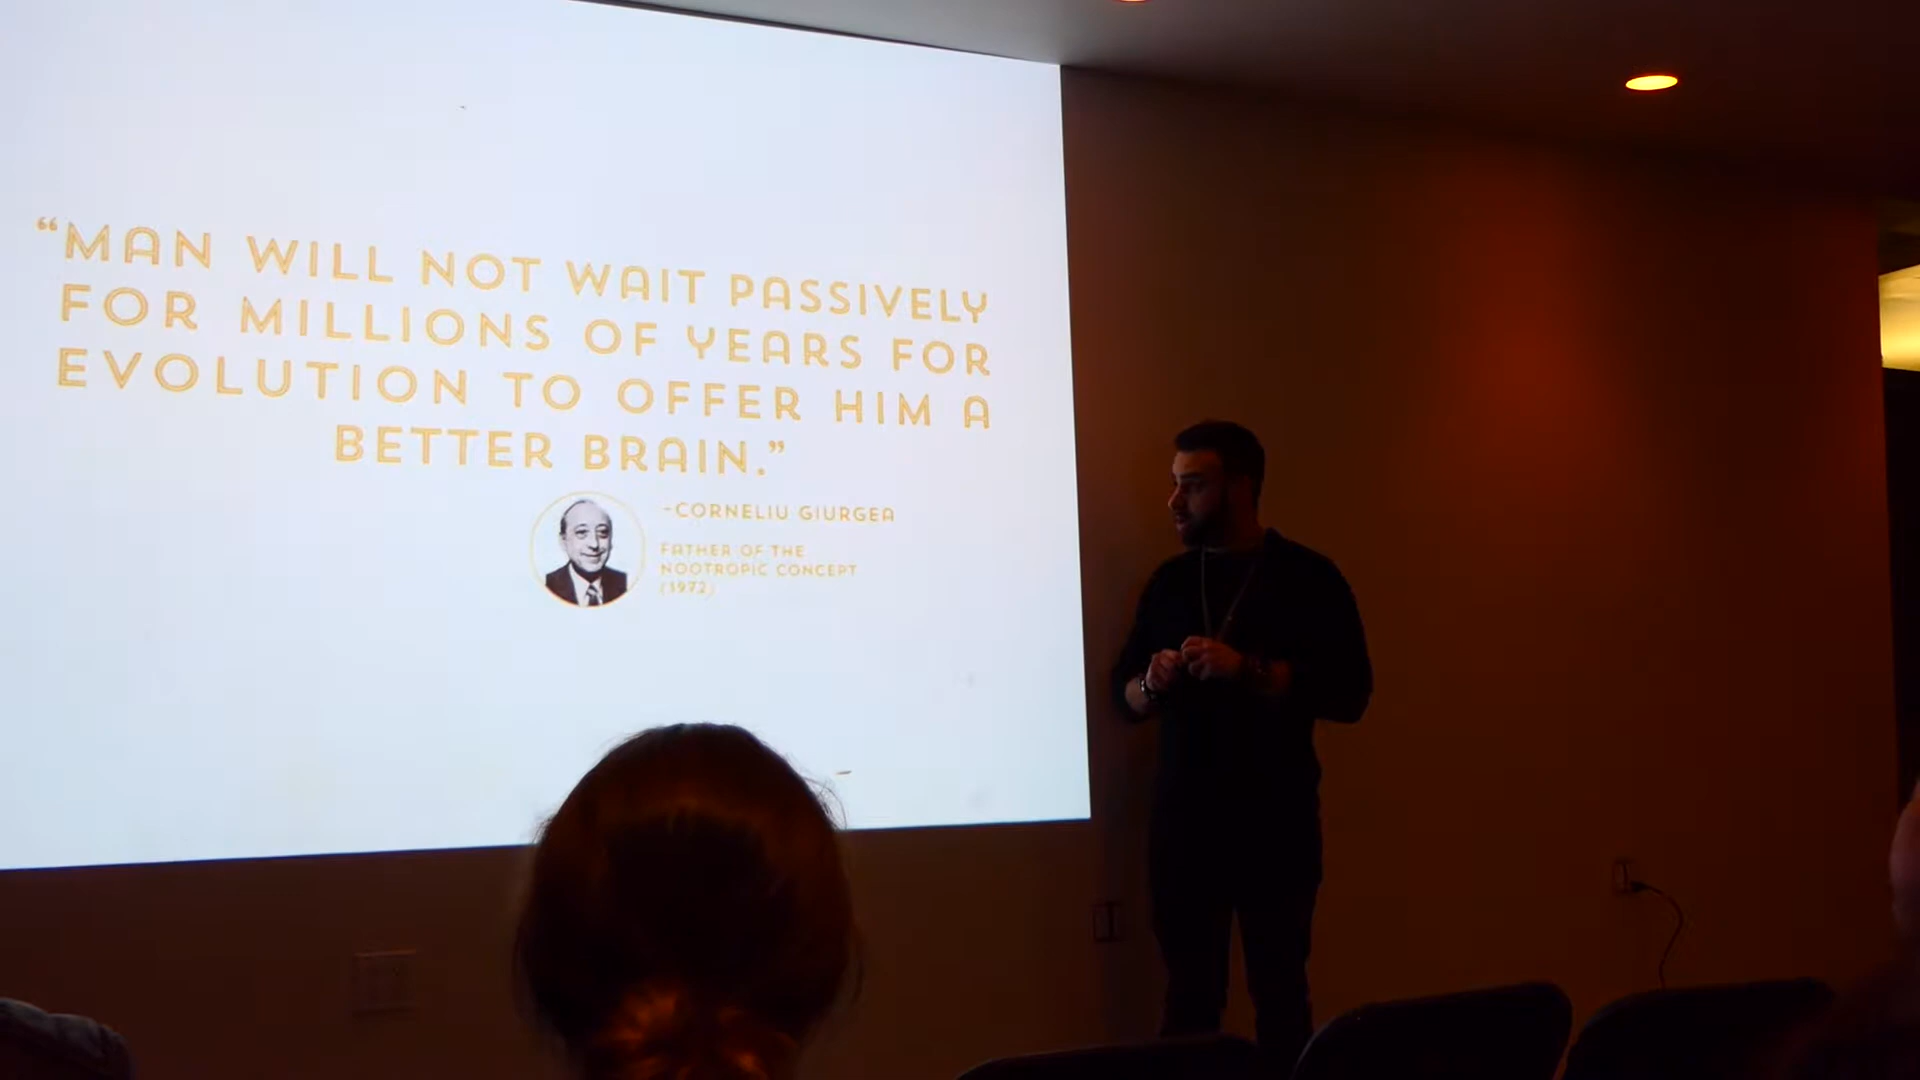 “MAN WILL NOT WAIT PASSIVELY
FOR MILLIONS OF YEARS FOR
EVOLUTION TO OFFER HIM A
BETTER BRAIN.”
-CORNELIU GIURGEA
FATHER OF THE
NOOTROPIC CONCEPT
(1972)